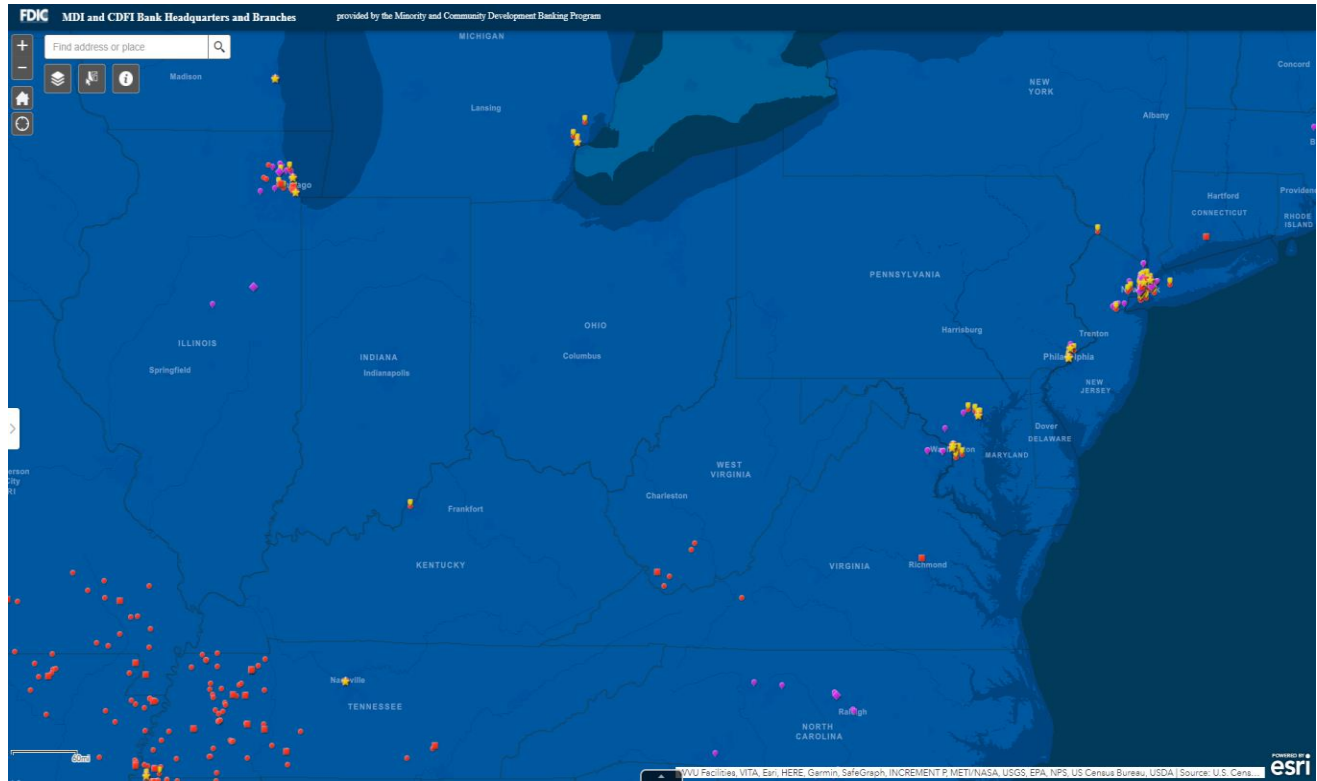 FDIC MDI and CDFI Bank Headquarters and Branches provided by the Minority and Community Development Banking Program
+
Find address or place
−
MICHIGAN
Madison
Lansing
NEW
YORK
Concord
Albany
Hartford
CONNECTICUT
RHODE
ISLAND
PENNSYLVANIA
Harrisburg
Trenton
NEW
JERSEY
ILLINOIS
Springfield
INDIANA
Indianapolis
OHIO
Columbus
Dover
DELAWARE
MARYLAND
WEST
VIRGINIA
Charleston
Frankfort
KENTUCKY
VIRGINIA
Richmond
TENNESSEE
NORTH
CAROLINA
60mi
VVU Facilities, VITA, Esri, HERE, Garmin, SafeGraph, INCREMENT P, METI/NASA, USGS, EPA, NPS, US Census Bureau, USDA | Source: U.S. Cens...
POWERED BY
esri